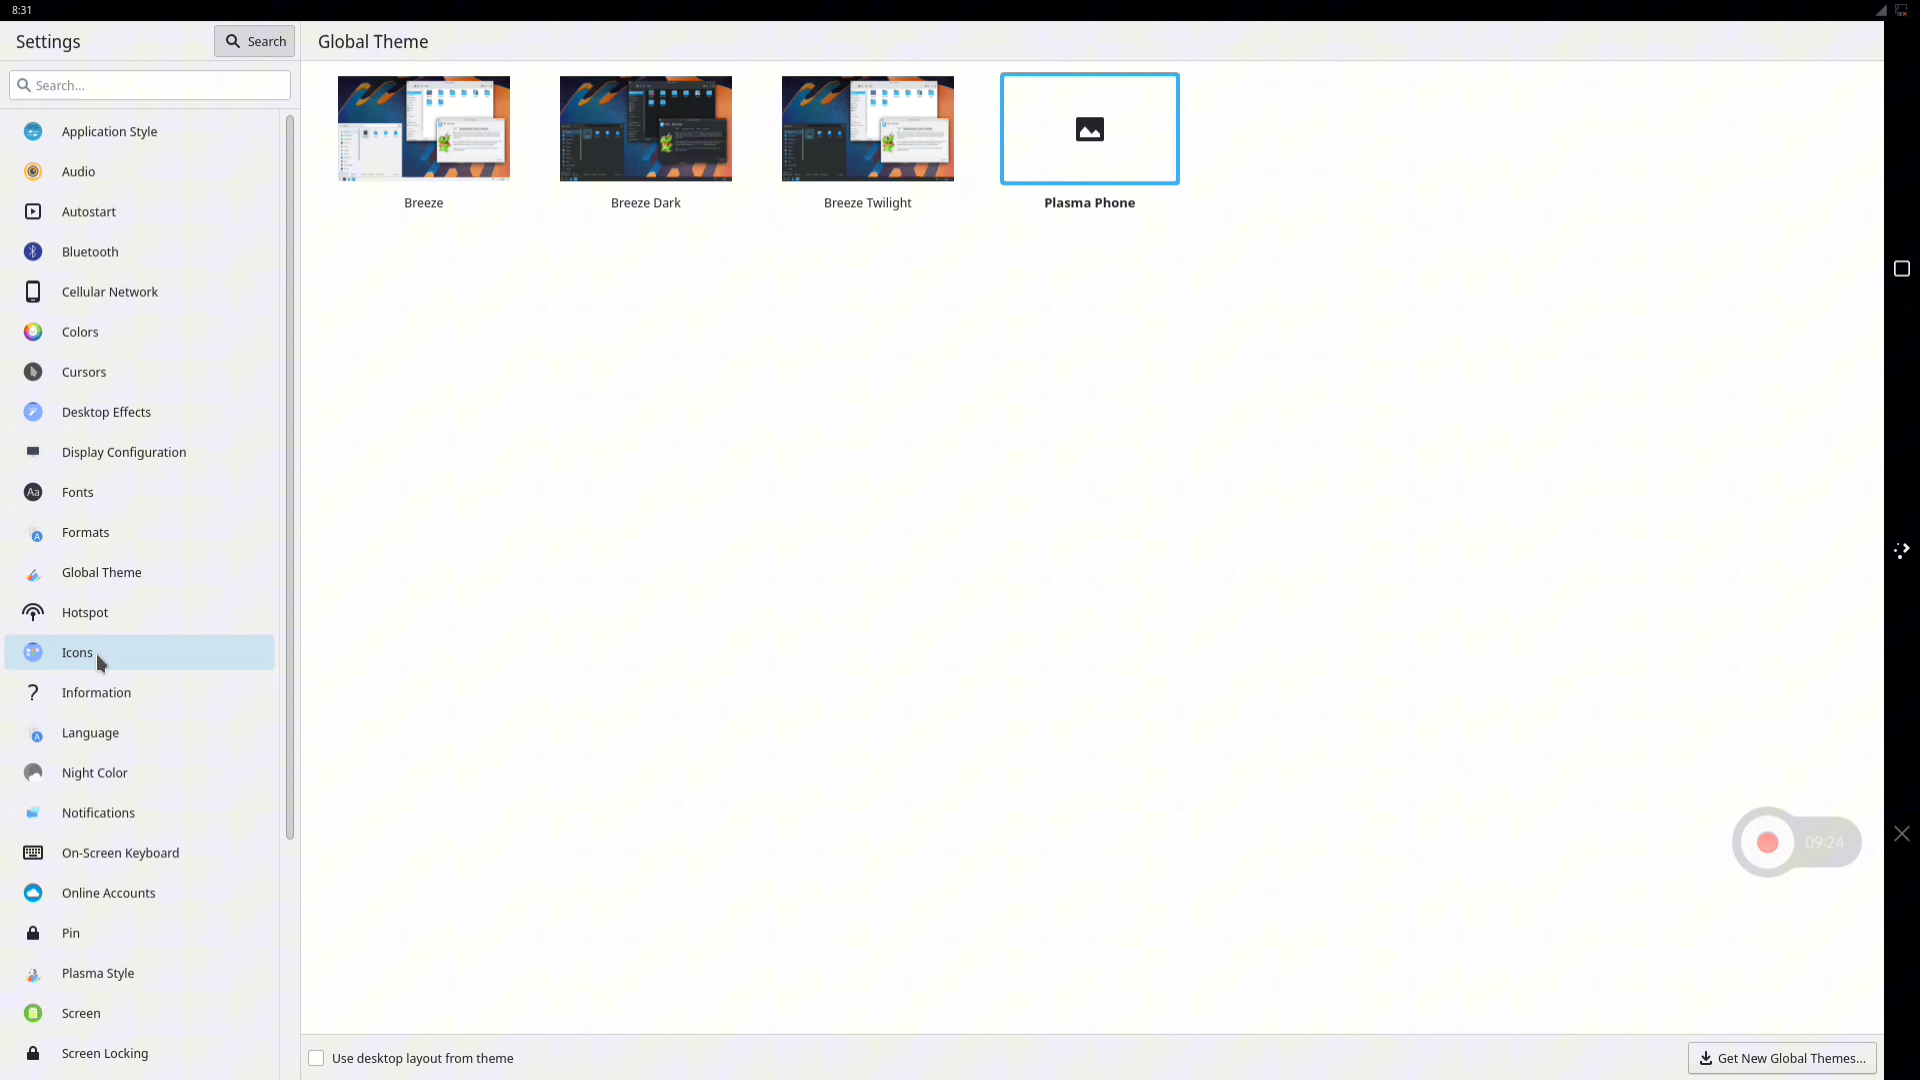 8:31
Settings
Search
Global Theme
Search...
Application Style
Audio
Autostart
Bluetooth
Cellular Network
Colors
Cursors
Desktop Effects
Display Configuration
Fonts
Formats
Global Theme
Hotspot
Icons
Information
Language
Night Color
Notifications
On-Screen Keyboard
Online Accounts
Pin
Plasma Style
Screen
Screen Locking
Breeze
Breeze Dark
Breeze Twilight
Plasma Phone
09:24
Use desktop layout from theme
Get New Global Themes...